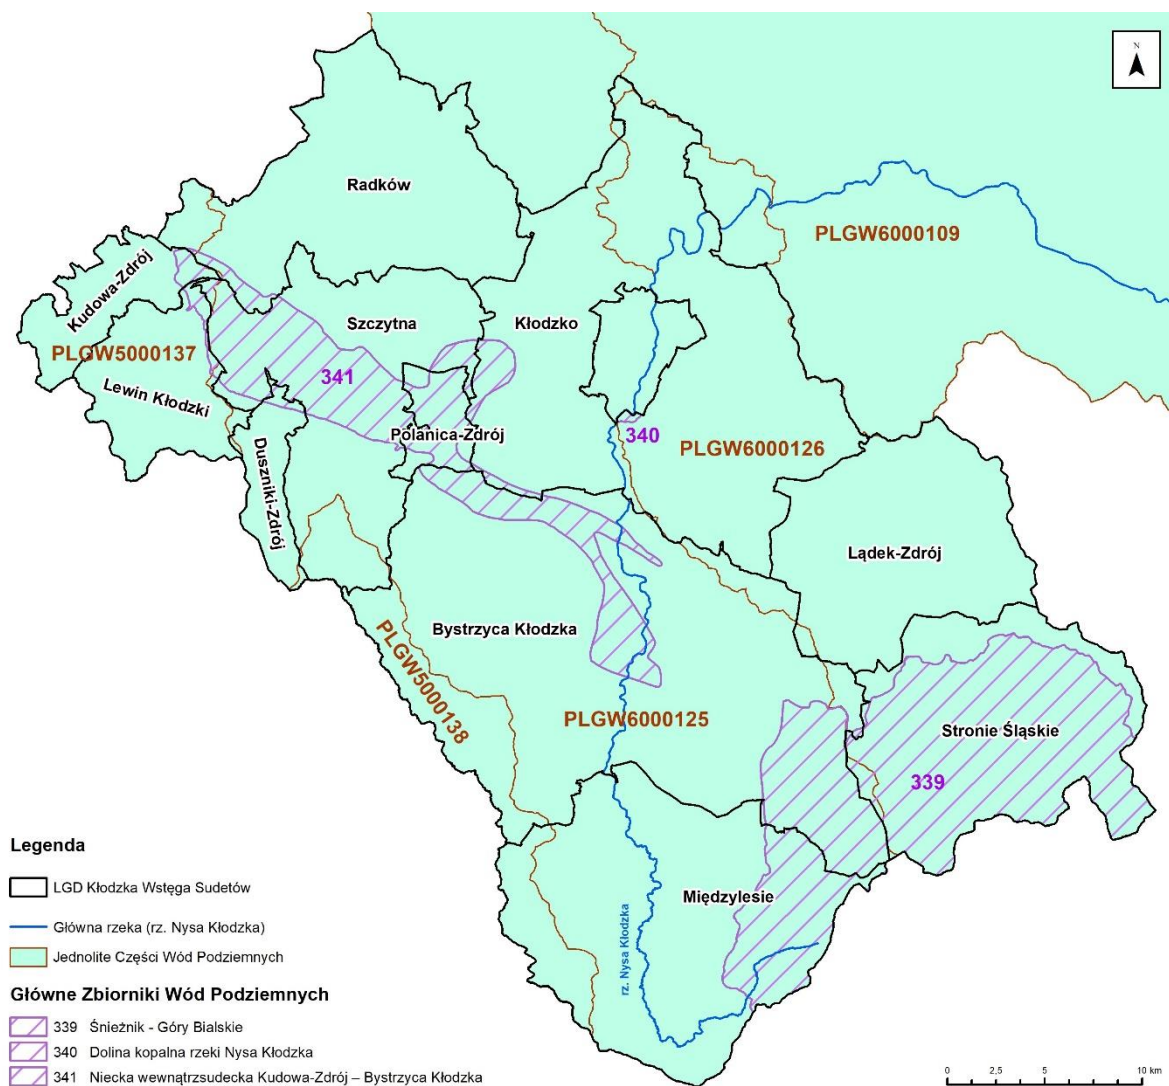 N
Radków
PLGW6000109
Kudowa-Zdrój
Szczytna
Kłodzko
PLGW5000137
341
Lewin Kłodzki
Polanica-Zdrój
340
PLGW6000126
Duszniki-Zdrój
Lądek-Zdrój
Bystrzyca Kłodzka
PLGW5000138
PLGW6000125
Stronie Śląskie
339
Międzylesie
rz. Nysa Kłodzka
Legenda
LGD Kłodzka Wstęga Sudetów
Główna rzeka (rz. Nysa Kłodzka)
Jednolite Części Wód Podziemnych
Główne Zbiorniki Wód Podziemnych
339 Śnieżnik - Góry Bialskie
340 Dolina kopalna rzeki Nysa Kłodzka
341 Niecka wewnątrzsudecka Kudowa-Zdrój – Bystrzyca Kłodzka
0 2,5 5 10 km